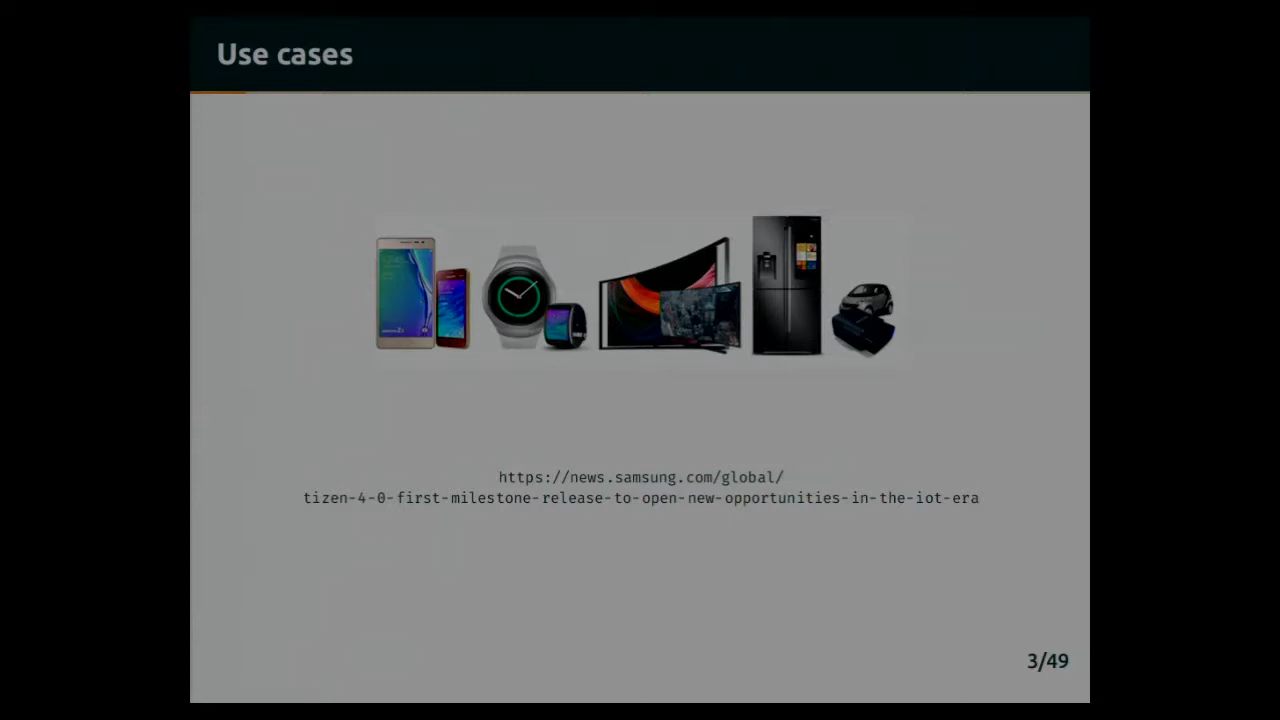 Use cases
https://news.samsung.com/global/
tizen-4-0-first-milestone-release-to-open-new-opportunities-in-the-iot-era
3/49